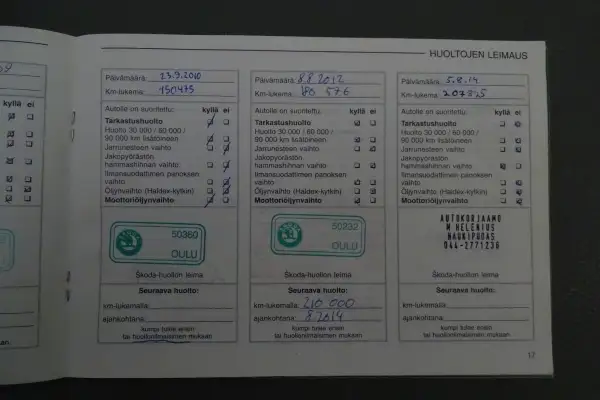 HUOLTOJEN LEIMAUS
kyllä ei
Päivämäärä: 23.9.2010
Km-lukema: 150475
Autolle on suoritettu: kyllä ei
Tarkastushuolto
Huolto 30 000 / 60 000 /
90 000 km lisätöineen
Jarrunesteen vaihto
Jakopyörästön
hammashihnan vaihto
Ilmansuodattimen panoksen
vaihto
Öljynvaihto (Haldex-kytkin)
Moottoriöljynvaihto
50360
OULU
Škoda-huollon leima
Seuraava huolto:
km-lukemalla:
ajankohtana:
kumpi tulee ensin
tai huoltoilmaisimen mukaan
Päivämäärä: 8.8.2012
Km-lukema: 180 576
Autolle on suoritettu: kyllä ei
Tarkastushuolto
Huolto 30 000 / 60 000 /
90 000 km lisätöineen
Jarrunesteen vaihto
Jakopyörästön
hammashihnan vaihto
Ilmansuodattimen panoksen
vaihto
Öljynvaihto (Haldex-kytkin)
Moottoriöljynvaihto
50332
OULU
Škoda-huollon leima
Seuraava huolto:
km-lukemalla: 210 000
ajankohtana: 8 2014
kumpi tulee ensin
tai huoltoilmaisimen mukaan
Päivämäärä: 5.8.14
Km-lukema:
Autolle on suoritettu: kyllä ei
Tarkastushuolto
Huolto 30 000 / 60 000 /
90 000 km lisätöineen
Jarrunesteen vaihto
Jakopyörästön
hammashihnan vaihto
Ilmansuodattimen panoksen
vaihto
Öljynvaihto (Haldex-kytkin)
Moottoriöljynvaihto
AUTOKORJAAMO
M HELENIUS
HAUKIPUDAS
044-2771236
Škoda-huollon leima
Seuraava huolto:
km-lukemalla:
ajankohtana:
kumpi tulee ensin
tai huoltoilmaisimen mukaan
17